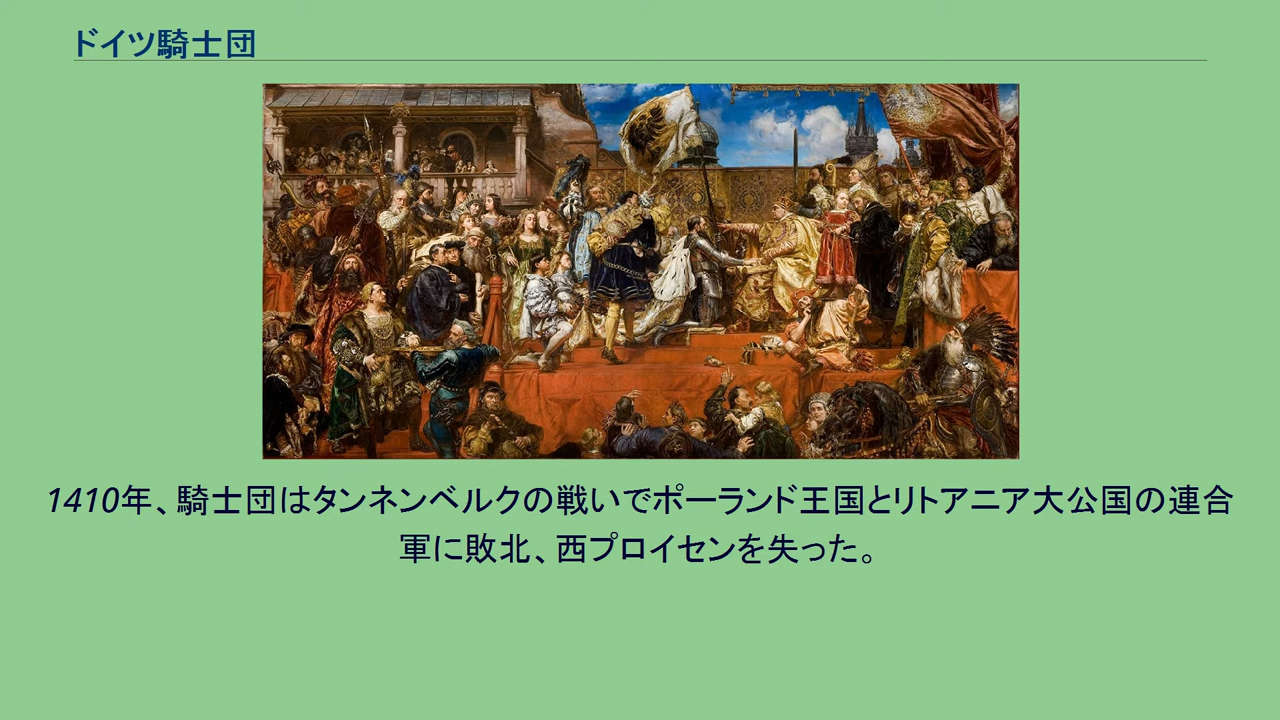 ドイツ騎士団
1410年、騎士団はタンネンベルクの戦いでポーランド王国とリトアニア大公国の連合
軍に敗北、西プロイセンを失った。